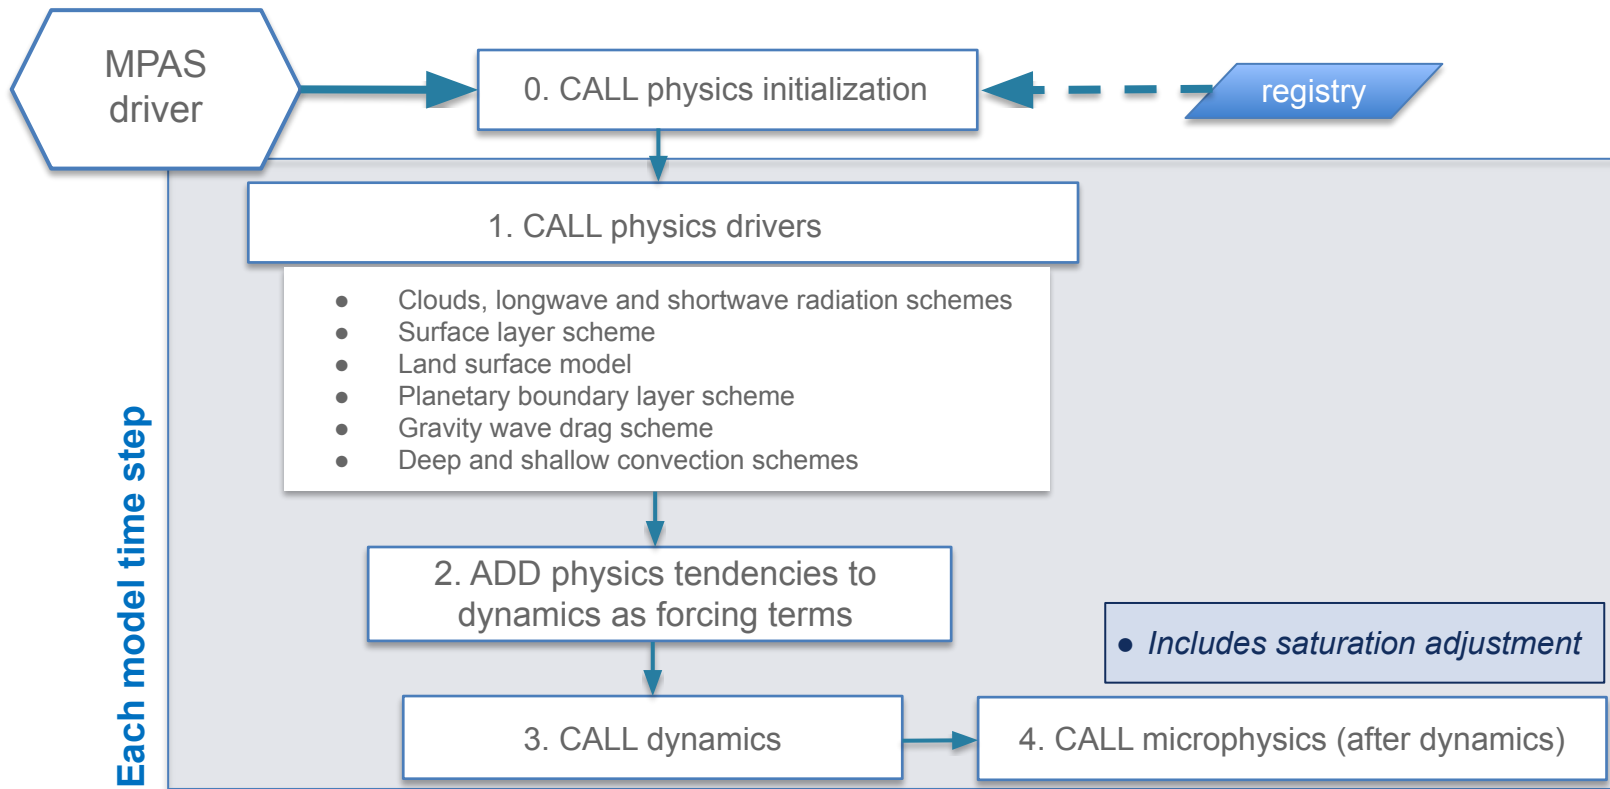 MPAS
driver
0. CALL physics initialization
registry
1. CALL physics drivers
● Clouds, longwave and shortwave radiation schemes
● Surface layer scheme
● Land surface model
● Planetary boundary layer scheme
● Gravity wave drag scheme
● Deep and shallow convection schemes
Each model time step
2. ADD physics tendencies to
dynamics as forcing terms
● Includes saturation adjustment
3. CALL dynamics
4. CALL microphysics (after dynamics)